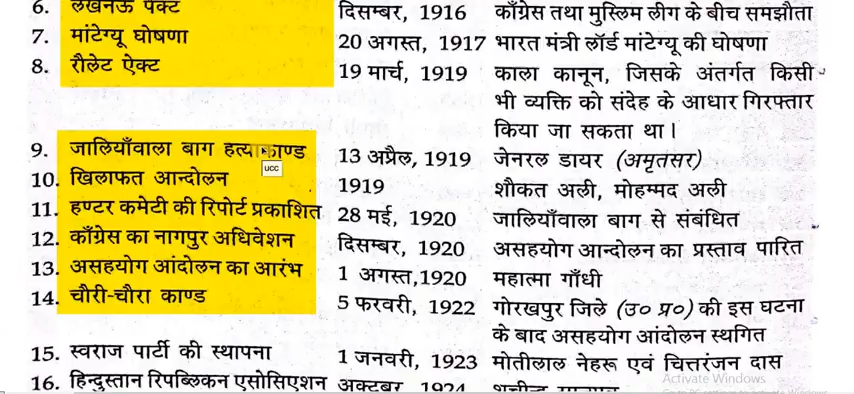 6. लखनऊ पैक्ट दिसम्बर, 1916 काँग्रेस तथा मुस्लिम लीग के बीच समझौता
7. मांटेग्यू घोषणा 20 अगस्त, 1917 भारत मंत्री लॉर्ड मांटेग्यू की घोषणा
8. रौलेट ऐक्ट 19 मार्च, 1919 काला कानून, जिसके अंतर्गत किसी
भी व्यक्ति को संदेह के आधार गिरफ्तार
किया जा सकता था।
9. जालियाँवाला बाग हत्याकाण्ड 13 अप्रैल, 1919 जेनरल डायर (अमृतसर)
ucc
10. खिलाफत आन्दोलन 1919 शौकत अली, मोहम्मद अली
11. हण्टर कमेटी की रिपोर्ट प्रकाशित 28 मई, 1920 जालियाँवाला बाग से संबंधित
12. काँग्रेस का नागपुर अधिवेशन दिसम्बर, 1920 असहयोग आन्दोलन का प्रस्ताव पारित
13. असहयोग आंदोलन का आरंभ 1 अगस्त,1920 महात्मा गाँधी
14. चौरी-चौरा काण्ड 5 फरवरी, 1922 गोरखपुर जिले (उ० प्र०) की इस घटना
के बाद असहयोग आंदोलन स्थगित
15. स्वराज पार्टी की स्थापना 1 जनवरी, 1923 मोतीलाल नेहरू एवं चित्तरंजन दास
Activate Windows
16. हिन्दुस्तान रिपब्लिकन एसोसिएशन अक्टूबर, 1924